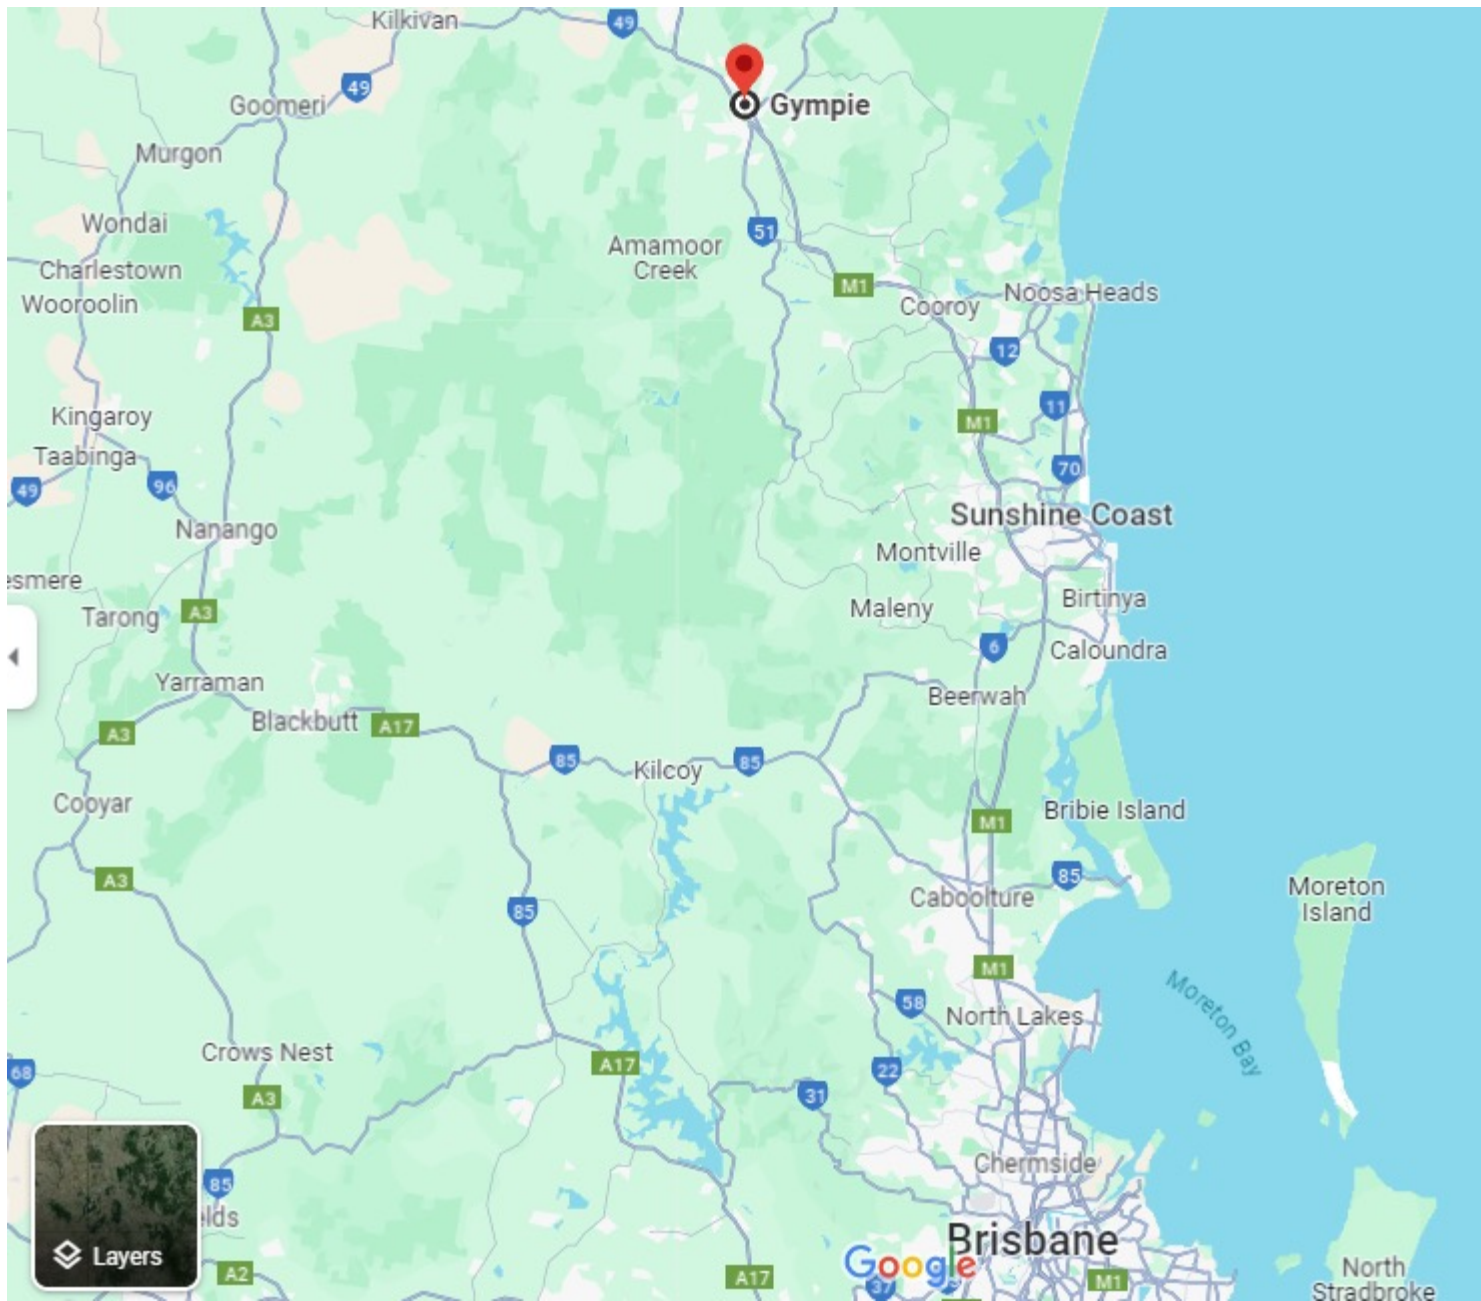 Kilkivan
49
49
Goomeri
Gympie
Murgon
Wondai
51
Amamoor
Creek
Charlestown
Wooroolin
M1
Noosa Heads
Cooroy
A3
12
Kingaroy
11
M1
Taabinga
49
96
70
Nanango
Sunshine Coast
Montville
esmere
Tarong
A3
Maleny
Birtinya
6
Caloundra
Yarraman
Beerwah
Blackbutt
A17
A3
85
Kilcoy
85
Cooyar
M1
Bribie Island
A3
85
Caboolture
85
Moreton
Island
M1
58
North Lakes
Moreton Bay
Crows Nest
68
A17
22
A3
31
Chermside
85
elds
Layers
A2
Brisbane
Google
A17
37
M1
North
Stradbroke